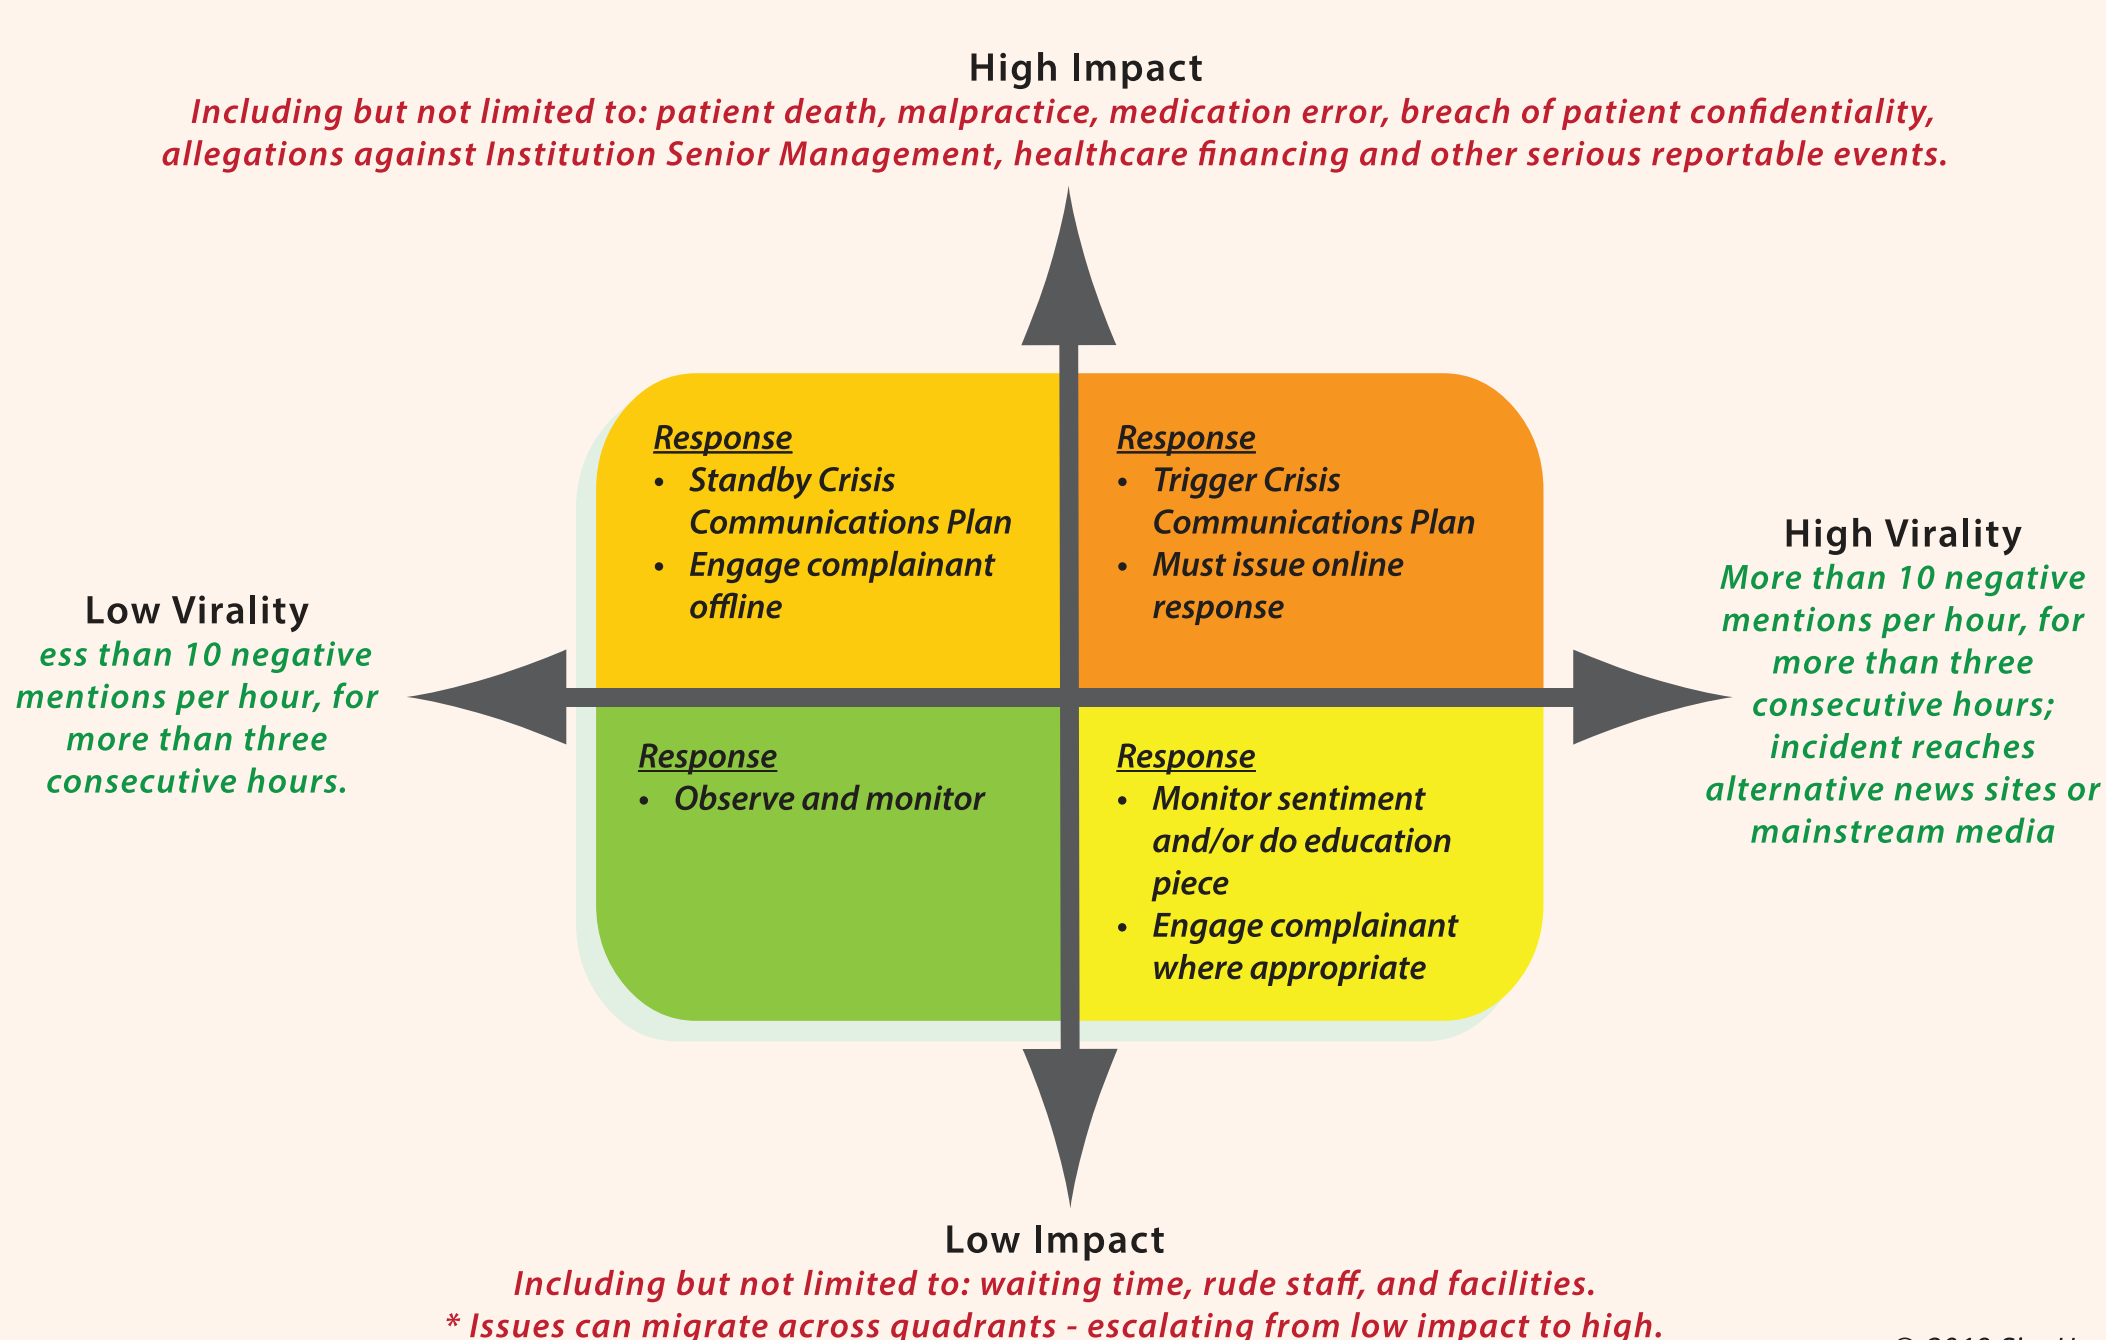 High Impact
Including but not limited to: patient death, malpractice, medication error, breach of patient confidentiality,
allegations against Institution Senior Management, healthcare financing and other serious reportable events.
Response
• Standby Crisis
Communications Plan
• Engage complainant
offline
Response
• Trigger Crisis
Communications Plan
• Must issue online
response
Low Virality
ess than 10 negative
mentions per hour, for
more than three
consecutive hours.
High Virality
More than 10 negative
mentions per hour, for
more than three
consecutive hours;
incident reaches
alternative news sites or
mainstream media
Response
• Observe and monitor
Response
• Monitor sentiment
and/or do education
piece
• Engage complainant
where appropriate
Low Impact
Including but not limited to: waiting time, rude staff, and facilities.
* Issues can migrate across quadrants - escalating from low impact to high.